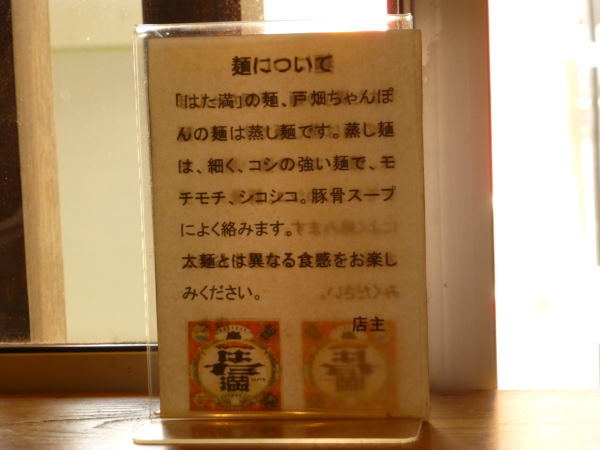 麺について
「はた満」の麺、戸畑ちゃんぽ
んの麺は蒸し麺です。蒸し麺
は、細く、コシの強い麺で、モ
チモチ、シコシコ。豚骨スープ
によく絡みます。
太麺とは異なる食感をお楽し
みください。
店主
はた満